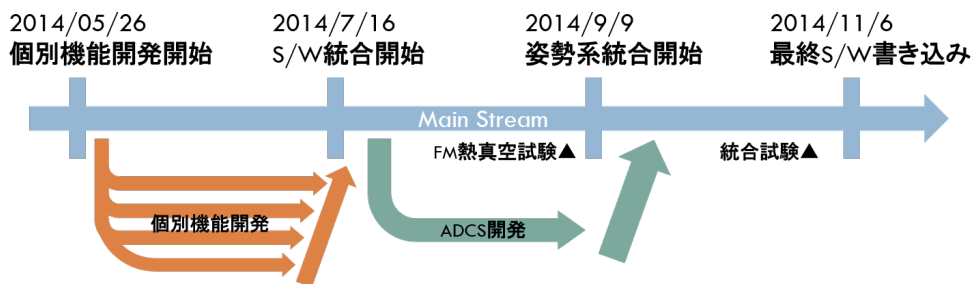 2014/05/26
個別機能開発開始
2014/7/16
S/W統合開始
2014/9/9
姿勢系統合開始
2014/11/6
最終S/W書き込み
Main Stream
FM熱真空試験▲
統合試験▲
個別機能開発
ADCS開発